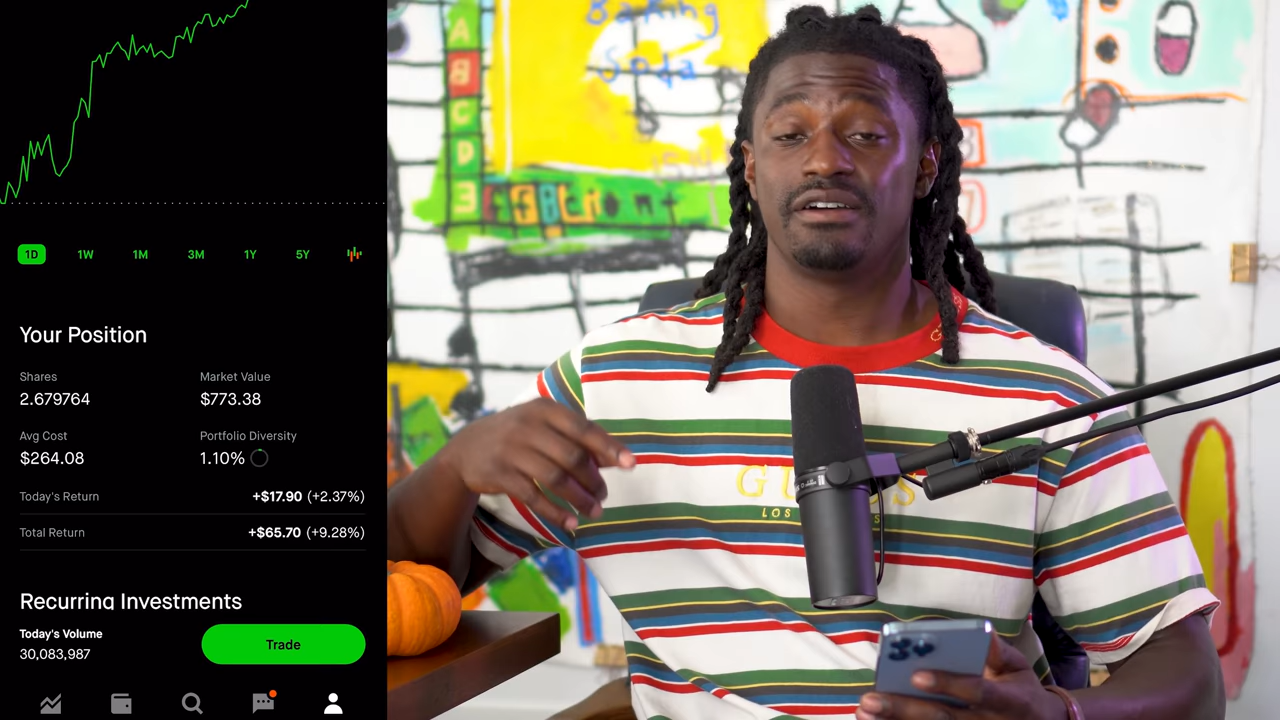 1D 1W 1M 3M 1Y 5Y
Your Position
Shares Market Value
2.679764 $773.38
Avg Cost Portfolio Diversity
$264.08 1.10%
Today's Return +$17.90 (+2.37%)
Total Return +$65.70 (+9.28%)
Recurring Investments
Today's Volume
30,083,987
Trade
Baking
Soda
A
B
C
D
E
G U S
LOS